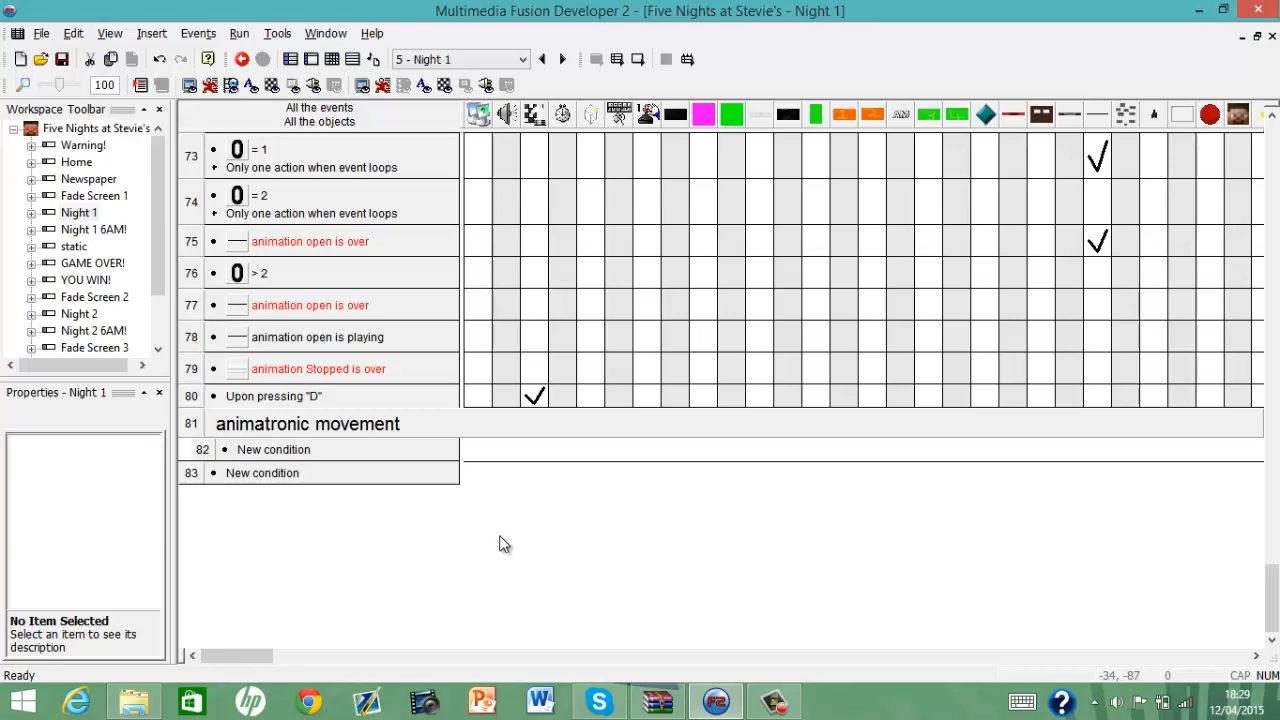 Multimedia Fusion Developer 2 - [Five Nights at Stevie's - Night 1]
File Edit View Insert Events Run Tools Window Help
5 - Night 1
100
Workspace Toolbar
Five Nights at Stevie's
Warning!
Home
Newspaper
Fade Screen 1
Night 1
Night 1 6AM!
static
GAME OVER!
YOU WIN!
Fade Screen 2
Night 2
Night 2 6AM!
Fade Screen 3
Properties - Night 1
No Item Selected
Select an item to see its
description
All the events
All the objects
73 • 0 = 1
+ Only one action when event loops
74 • 0 = 2
+ Only one action when event loops
75 • animation open is over
76 • 0 > 2
77 • animation open is over
78 • animation open is playing
79 • animation Stopped is over
80 • Upon pressing "D"
81 animatronic movement
82 • New condition
83 • New condition
Ready
-34, -87 0 CAP NUM
18:29
12/04/2015